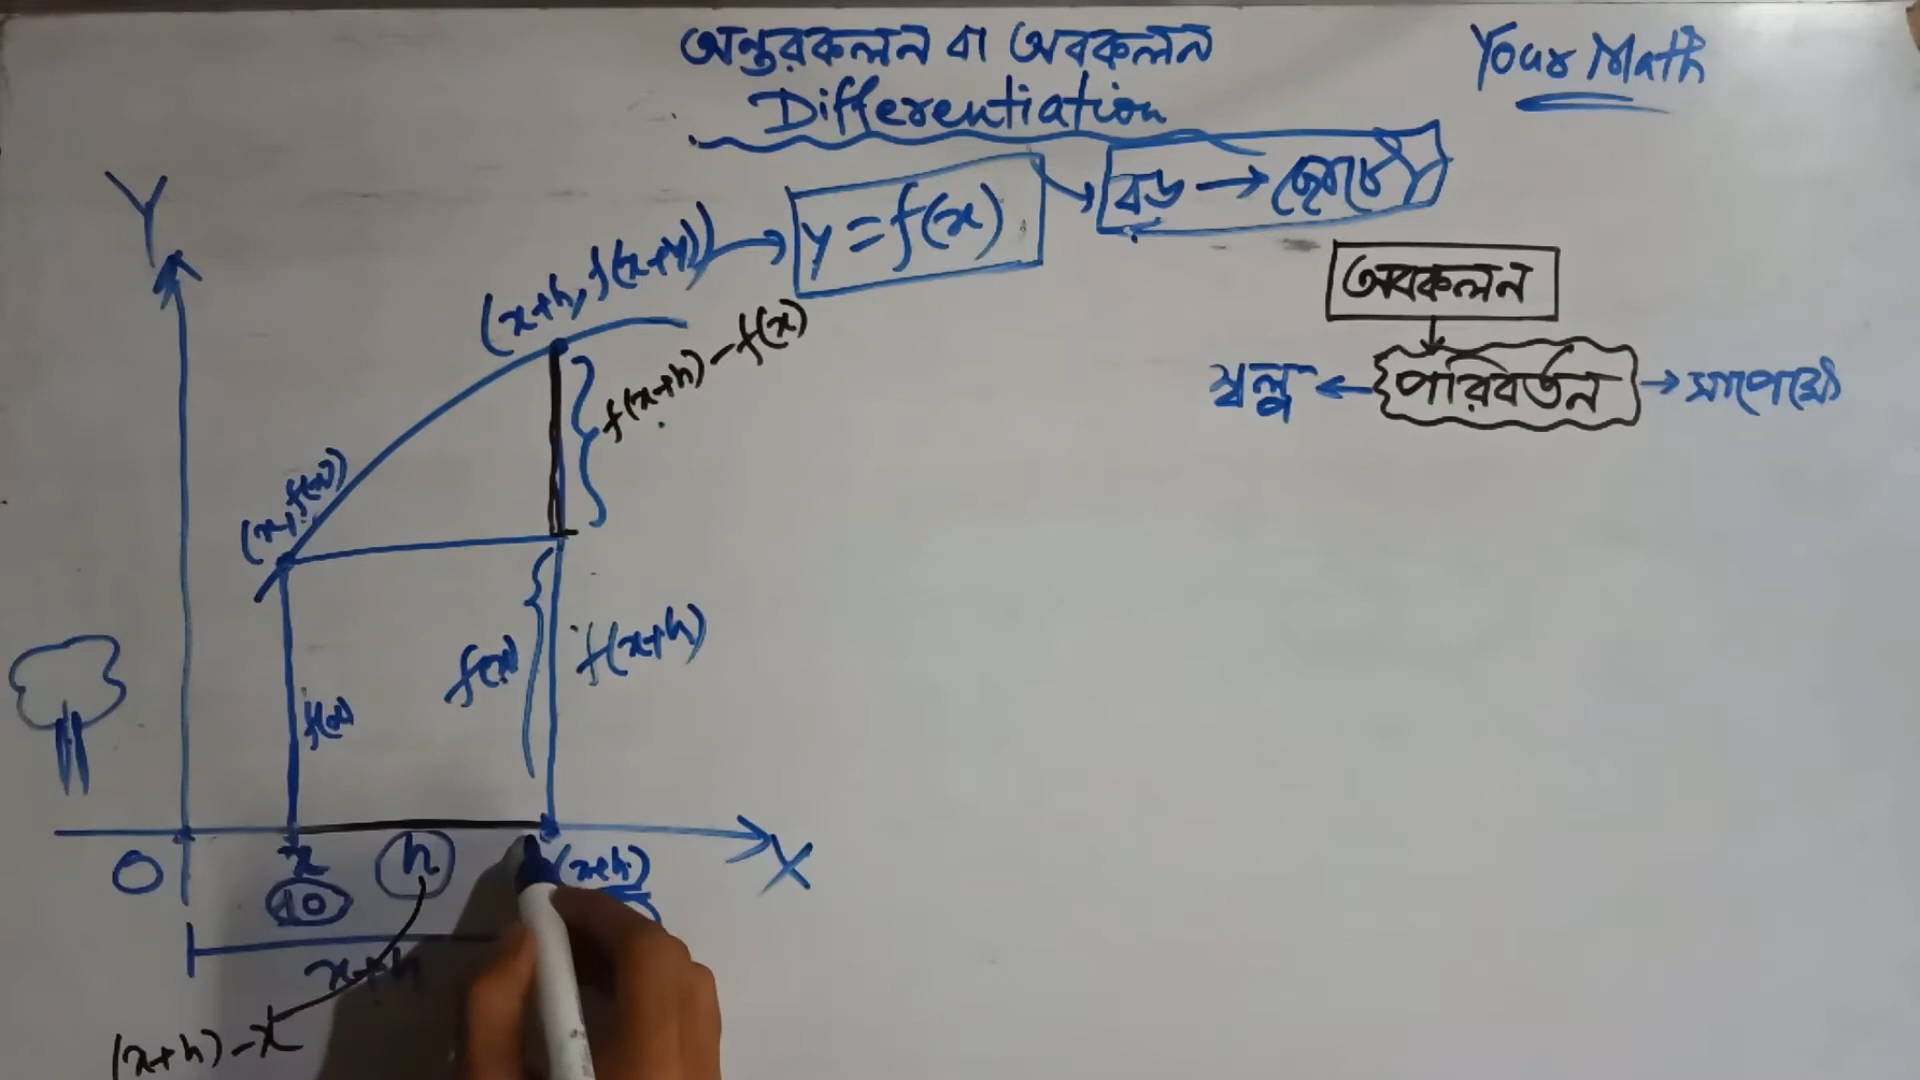 অন্তরকলন বা অবকলন
Differentiation
Your Math
Y
(x+h, f(x+y))
y=f(x)
বড় → ছোট
অবকলন
স্বল্প ← পরিবর্তন → সাপেক্ষে
f(x+h) - f(x)
(x, f(x))
f(x)
f(x+h)
f(x)
O
x
h
(x+h)
X
10
x+h
(x+h) - x